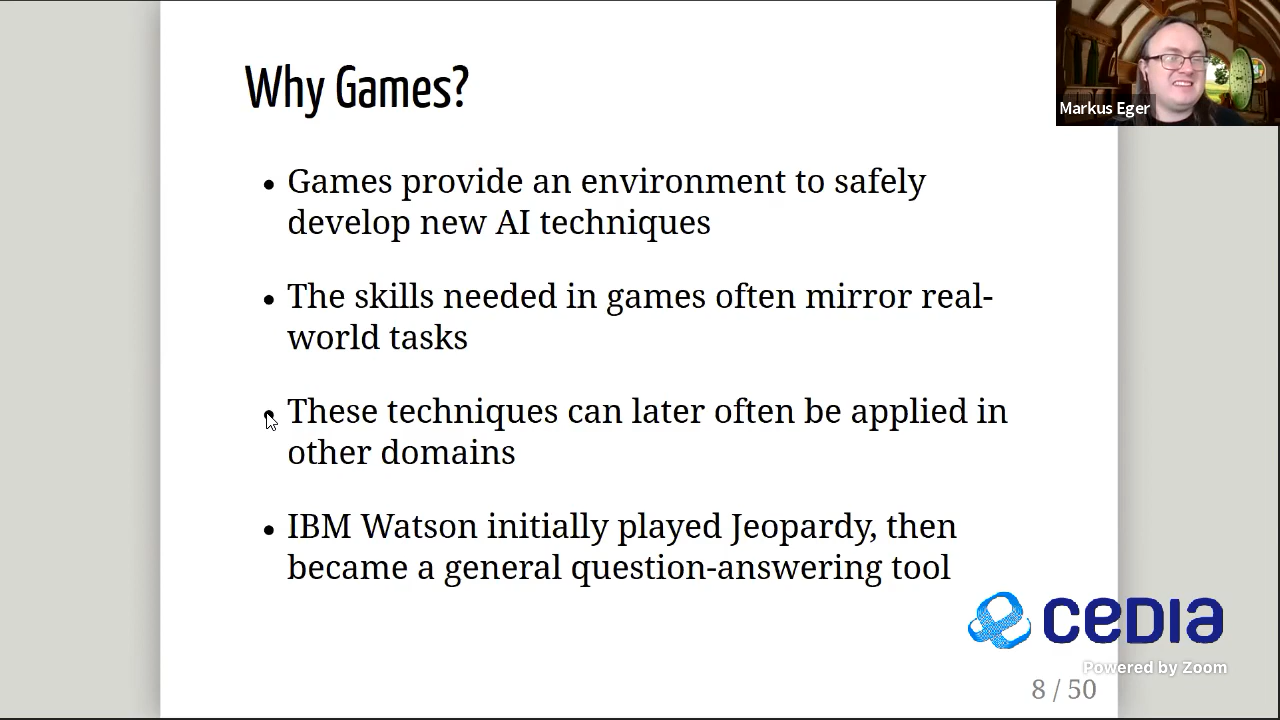 Why Games?
Markus Eger
• Games provide an environment to safely
develop new AI techniques
• The skills needed in games often mirror real-
world tasks
• These techniques can later often be applied in
other domains
• IBM Watson initially played Jeopardy, then
became a general question-answering tool
CEDIA
Powered by Zoom
8 / 50